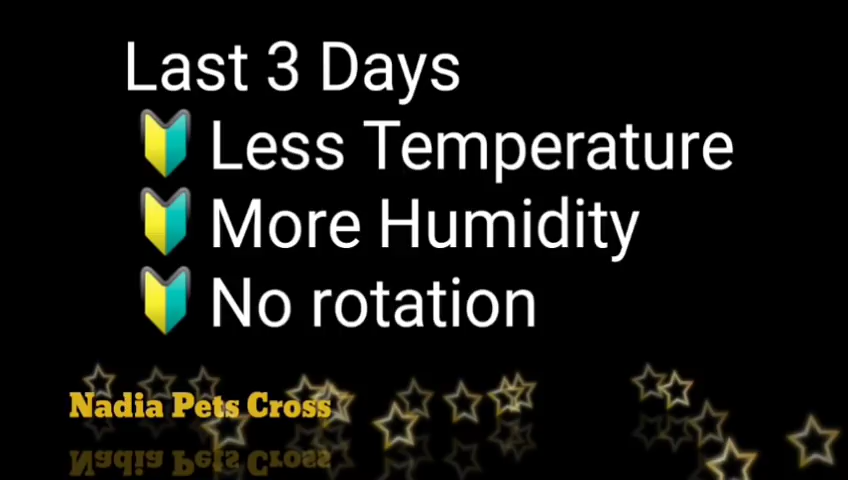 Last 3 Days
🔰 Less Temperature
🔰 More Humidity
🔰 No rotation
Nadia Pets Cross